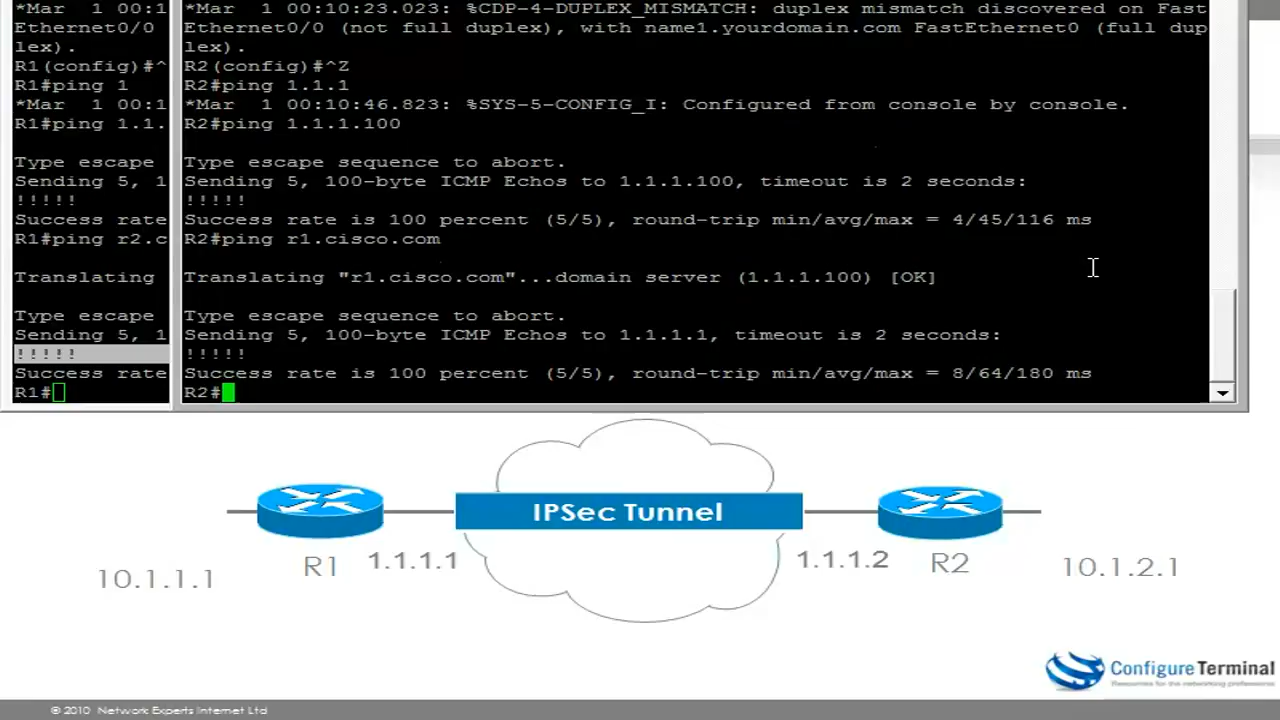 *Mar  1 00:1
Ethernet0/0
lex).
R1(config)#^
R1#ping 1
*Mar  1 00:1
R1#ping 1.1.
Type escape
Sending 5, 1
!!!!!
Success rate
R1#ping r2.c
Translating
Type escape
Sending 5, 1
!!!!!
Success rate
R1#
*Mar  1 00:10:23.023: %CDP-4-DUPLEX_MISMATCH: duplex mismatch discovered on Fast
Ethernet0/0 (not full duplex), with name1.yourdomain.com FastEthernet0 (full dup
lex).
R2(config)#^Z
R2#ping 1.1.1
*Mar  1 00:10:46.823: %SYS-5-CONFIG_I: Configured from console by console.
R2#ping 1.1.1.100
Type escape sequence to abort.
Sending 5, 100-byte ICMP Echos to 1.1.1.100, timeout is 2 seconds:
!!!!!
Success rate is 100 percent (5/5), round-trip min/avg/max = 4/45/116 ms
R2#ping r1.cisco.com
Translating "r1.cisco.com"...domain server (1.1.1.100) [OK]
Type escape sequence to abort.
Sending 5, 100-byte ICMP Echos to 1.1.1.1, timeout is 2 seconds:
!!!!!
Success rate is 100 percent (5/5), round-trip min/avg/max = 8/64/180 ms
R2#
IPSec Tunnel
10.1.1.1
R1
1.1.1.1
1.1.1.2
R2
10.1.2.1
ConfigureTerminal
Resources for the networking professional
© 2010 Network Experts Internet Ltd